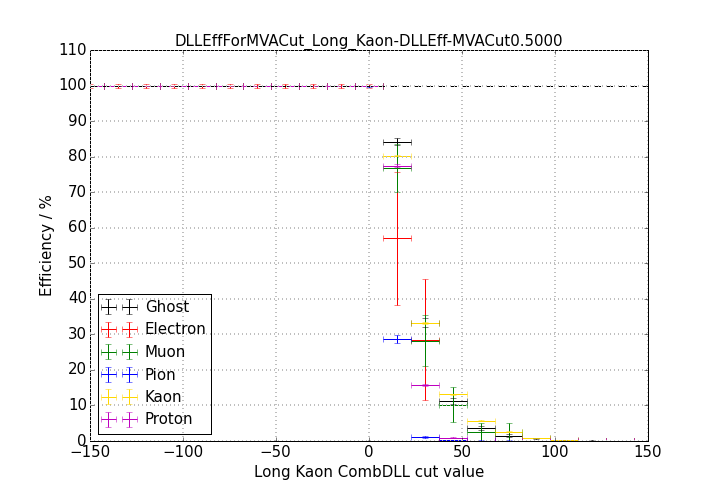 DLLEffForMVACut_Long_Kaon-DLLEff-MVACut0.5000
110
100
90
80
70
60
50
40
30
20
10
0
Efficiency / %
Ghost
Electron
Muon
Pion
Kaon
Proton
−150
−100
−50
0
50
100
150
Long Kaon CombDLL cut value